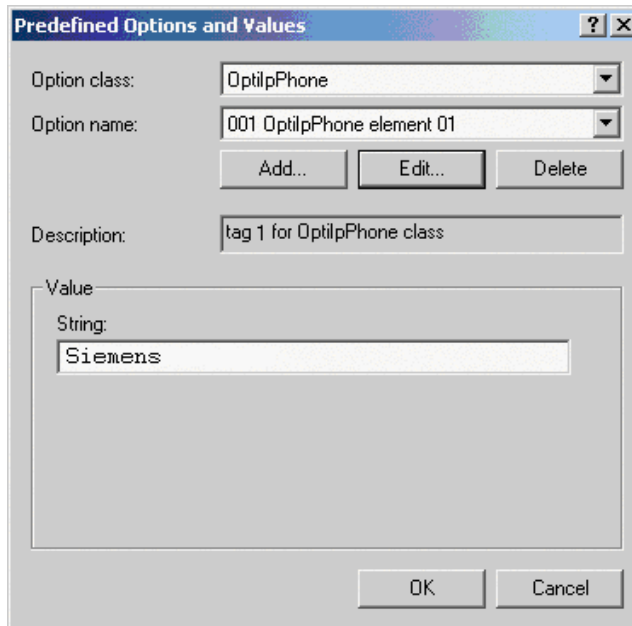 Predefined Options and Values
Option class: OptiIpPhone
Option name: 001 OptiIpPhone element 01
Add... Edit... Delete
Description: tag 1 for OptiIpPhone class
Value
String:
Siemens
OK Cancel